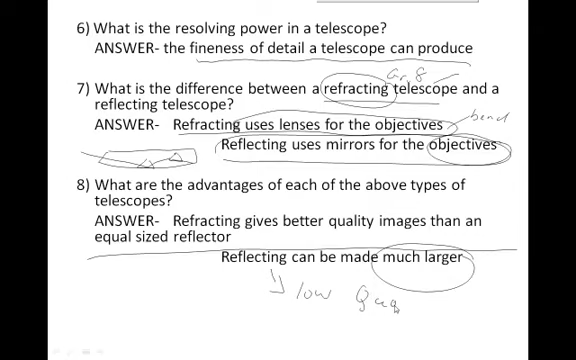 6) What is the resolving power in a telescope?
ANSWER- the fineness of detail a telescope can produce
Gr. 8
7) What is the difference between a refracting telescope and a
reflecting telescope?
bend
ANSWER- Refracting uses lenses for the objectives
Reflecting uses mirrors for the objectives
8) What are the advantages of each of the above types of
telescopes?
ANSWER- Refracting gives better quality images than an
equal sized reflector
Reflecting can be made much larger
low